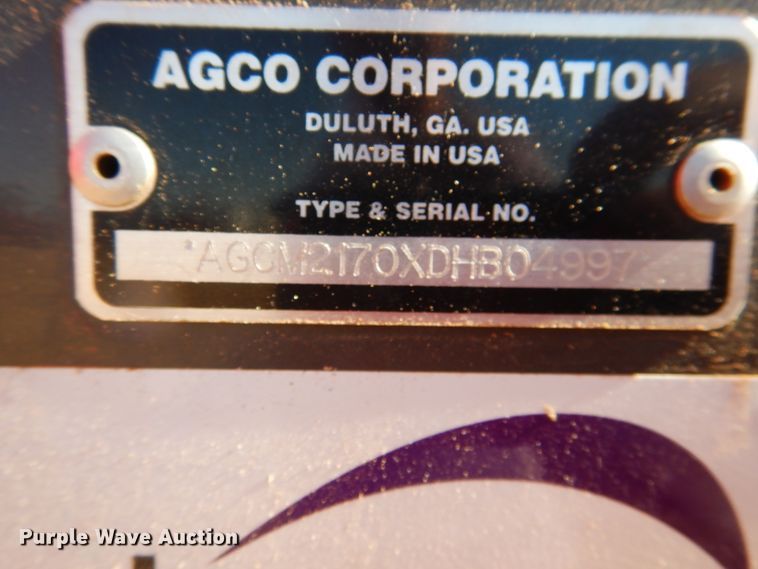 AGCO CORPORATION
DULUTH, GA. USA
MADE IN USA
TYPE & SERIAL NO.
*AGCM2170XDHB04997*
Purple Wave Auction